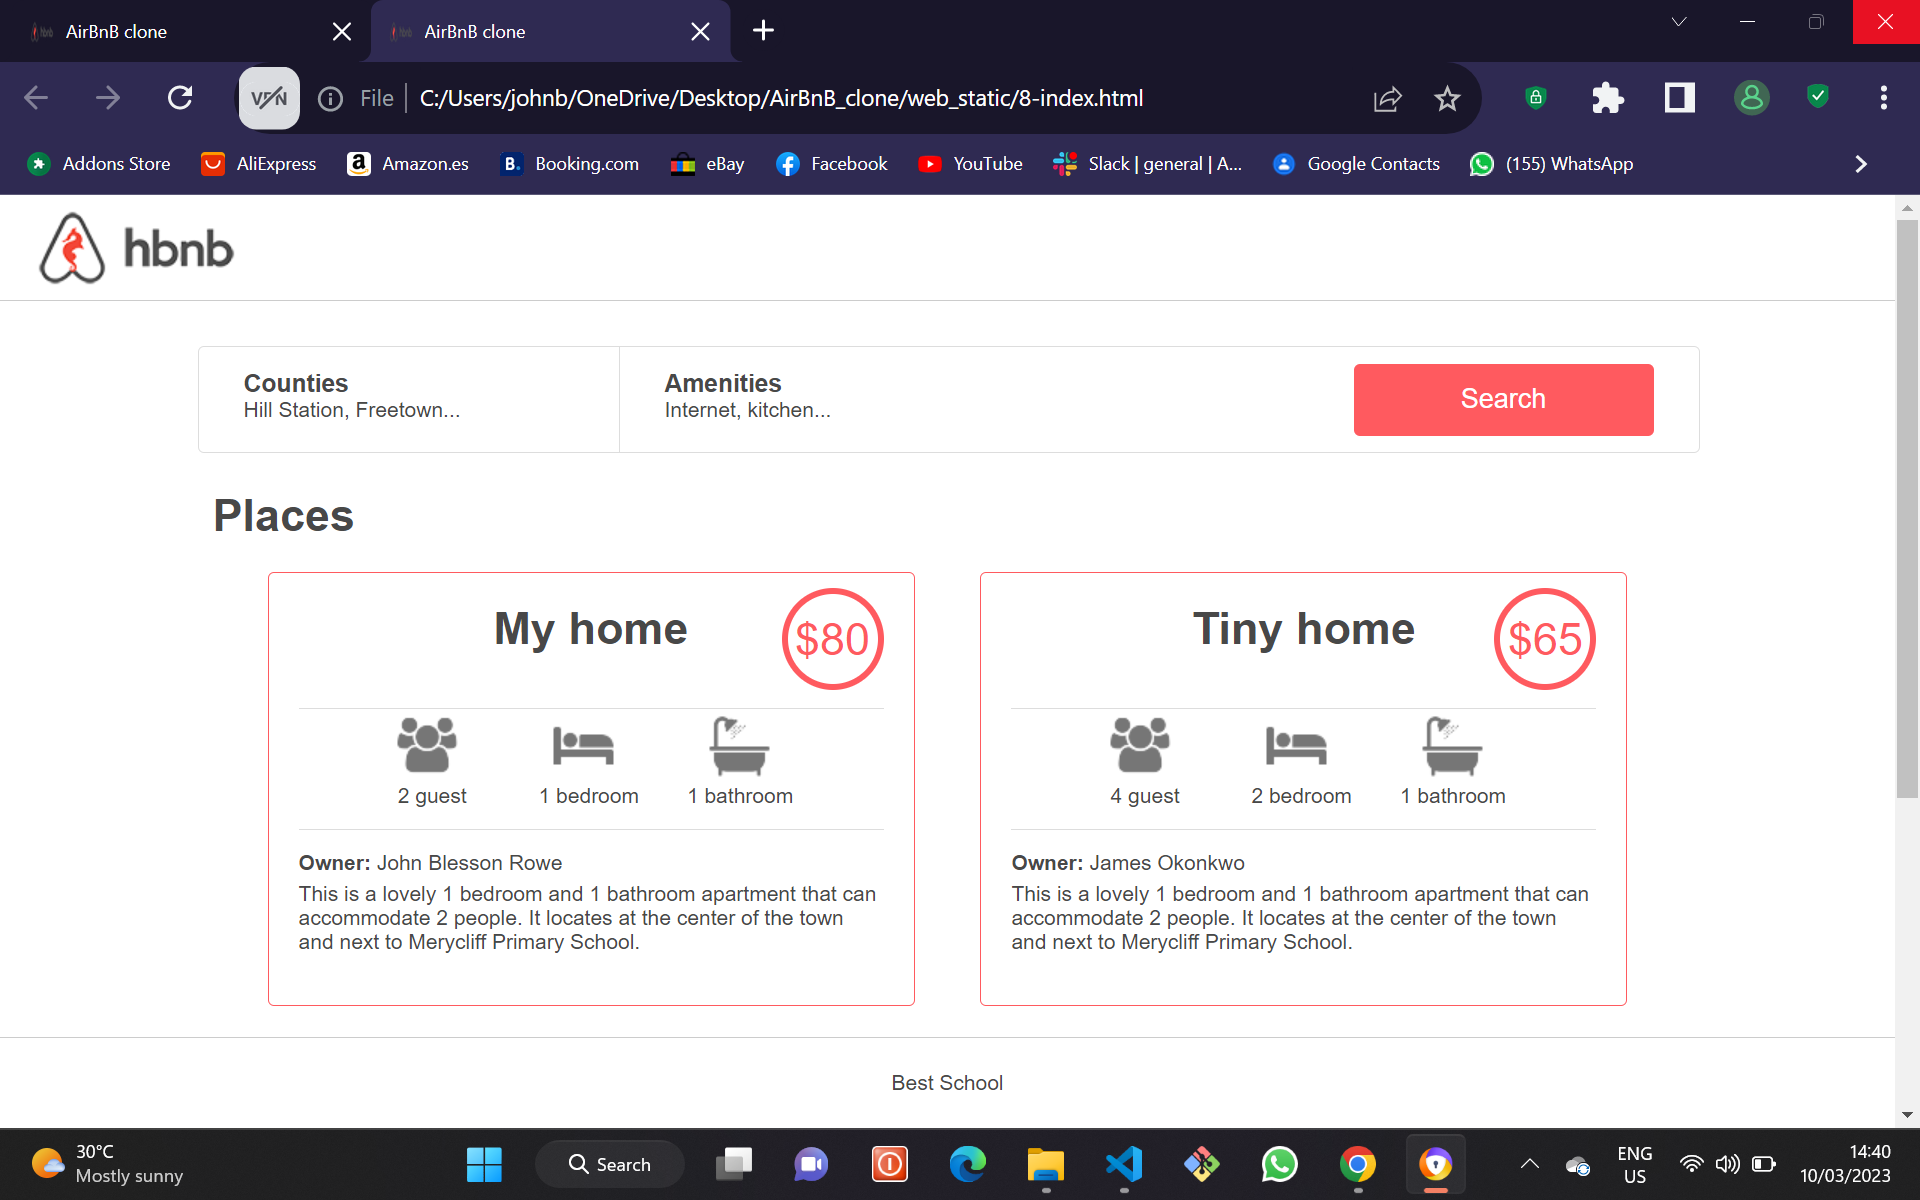 AirBnB clone
AirBnB clone
VPN
File
C:/Users/johnb/OneDrive/Desktop/AirBnB_clone/web_static/8-index.html
Addons Store
AliExpress
Amazon.es
Booking.com
eBay
Facebook
YouTube
Slack | general | A...
Google Contacts
(155) WhatsApp
hbnb
Counties
Hill Station, Freetown...
Amenities
Internet, kitchen...
Search
Places
My home
$80
2 guest
1 bedroom
1 bathroom
Owner: John Blesson Rowe
This is a lovely 1 bedroom and 1 bathroom apartment that can
accommodate 2 people. It locates at the center of the town
and next to Merycliff Primary School.
Tiny home
$65
4 guest
2 bedroom
1 bathroom
Owner: James Okonkwo
This is a lovely 1 bedroom and 1 bathroom apartment that can
accommodate 2 people. It locates at the center of the town
and next to Merycliff Primary School.
Best School
30°C
Mostly sunny
Search
ENG
US
14:40
10/03/2023